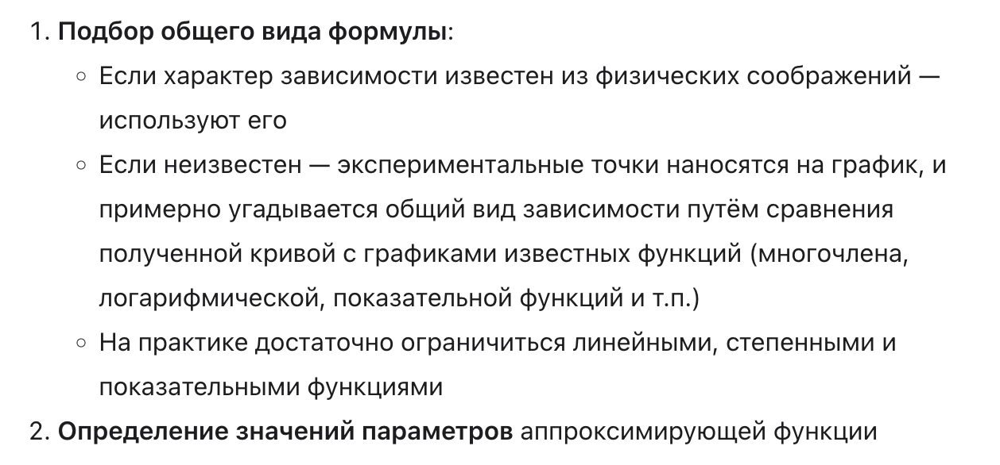 1. Подбор общего вида формулы:
◦ Если характер зависимости известен из физических соображений —
используют его
◦ Если неизвестен — экспериментальные точки наносятся на график, и
примерно угадывается общий вид зависимости путём сравнения
полученной кривой с графиками известных функций (многочлена,
логарифмической, показательной функций и т.п.)
◦ На практике достаточно ограничиться линейными, степенными и
показательными функциями
2. Определение значений параметров аппроксимирующей функции